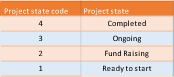 Project state code Project state
4 Completed
3 Ongoing
2 Fund Raising
1 Ready to start